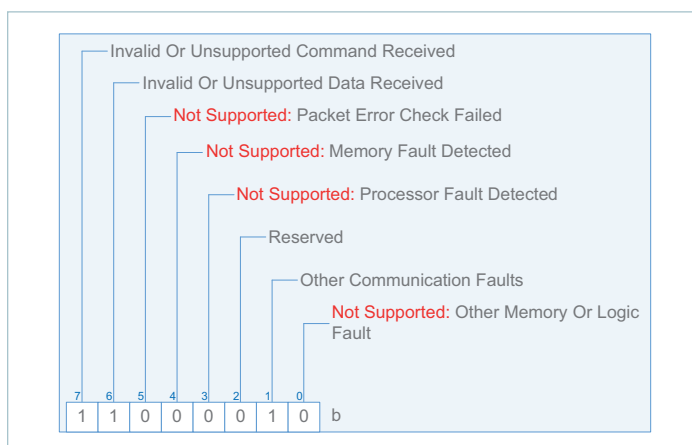 Invalid Or Unsupported Command Received
Invalid Or Unsupported Data Received
Not Supported: Packet Error Check Failed
Not Supported: Memory Fault Detected
Not Supported: Processor Fault Detected
Reserved
Other Communication Faults
Not Supported: Other Memory Or Logic
Fault
7 6 5 4 3 2 1 0
1 1 0 0 0 0 1 0 b